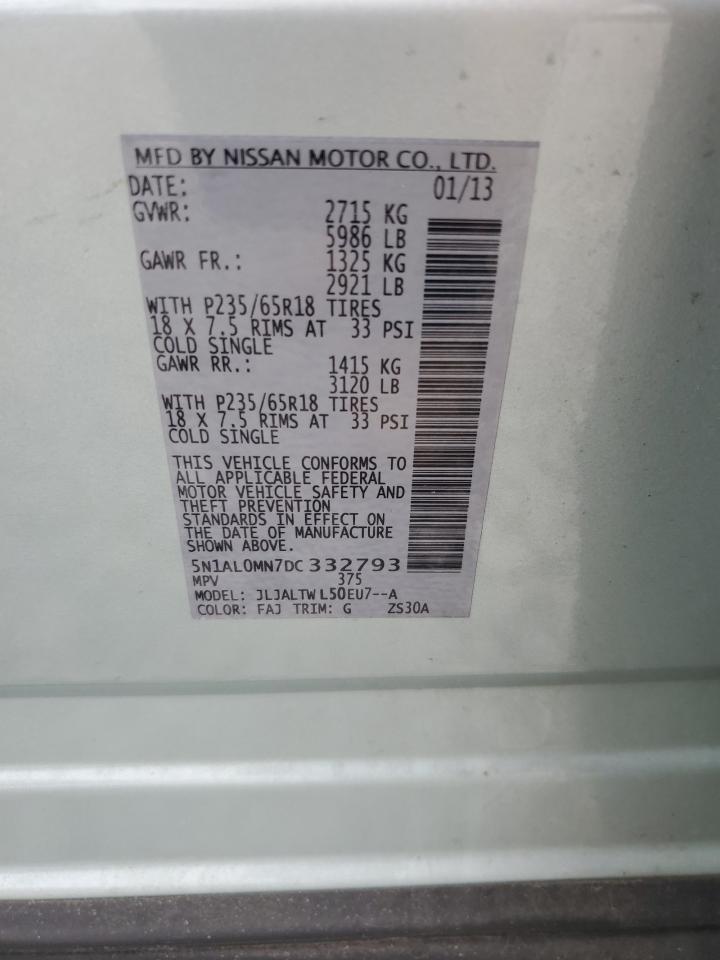 MFD BY NISSAN MOTOR CO., LTD.
DATE: 01/13
GVWR: 2715 KG
5986 LB
GAWR FR.: 1325 KG
2921 LB
WITH P235/65R18 TIRES
18 X 7.5 RIMS AT 33 PSI
COLD SINGLE
GAWR RR.: 1415 KG
3120 LB
WITH P235/65R18 TIRES
18 X 7.5 RIMS AT 33 PSI
COLD SINGLE
THIS VEHICLE CONFORMS TO
ALL APPLICABLE FEDERAL
MOTOR VEHICLE SAFETY AND
THEFT PREVENTION
STANDARDS IN EFFECT ON
THE DATE OF MANUFACTURE
SHOWN ABOVE.
5N1AL0MN7DC332793
MPV 375
MODEL: JLJALTWL50EU7--A
COLOR: FAJ TRIM: G ZS30A